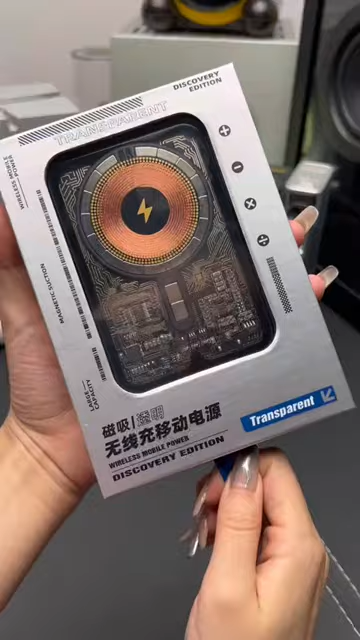 DISCOVERY
EDITION
TRANSPARENT
WIRELESS MOBILE
POWER
MAGNETIC SUCTION
LARGE
CAPACITY
磁吸|透明
无线充移动电源
WIRELESS MOBILE POWER
DISCOVERY EDITION
Transparent